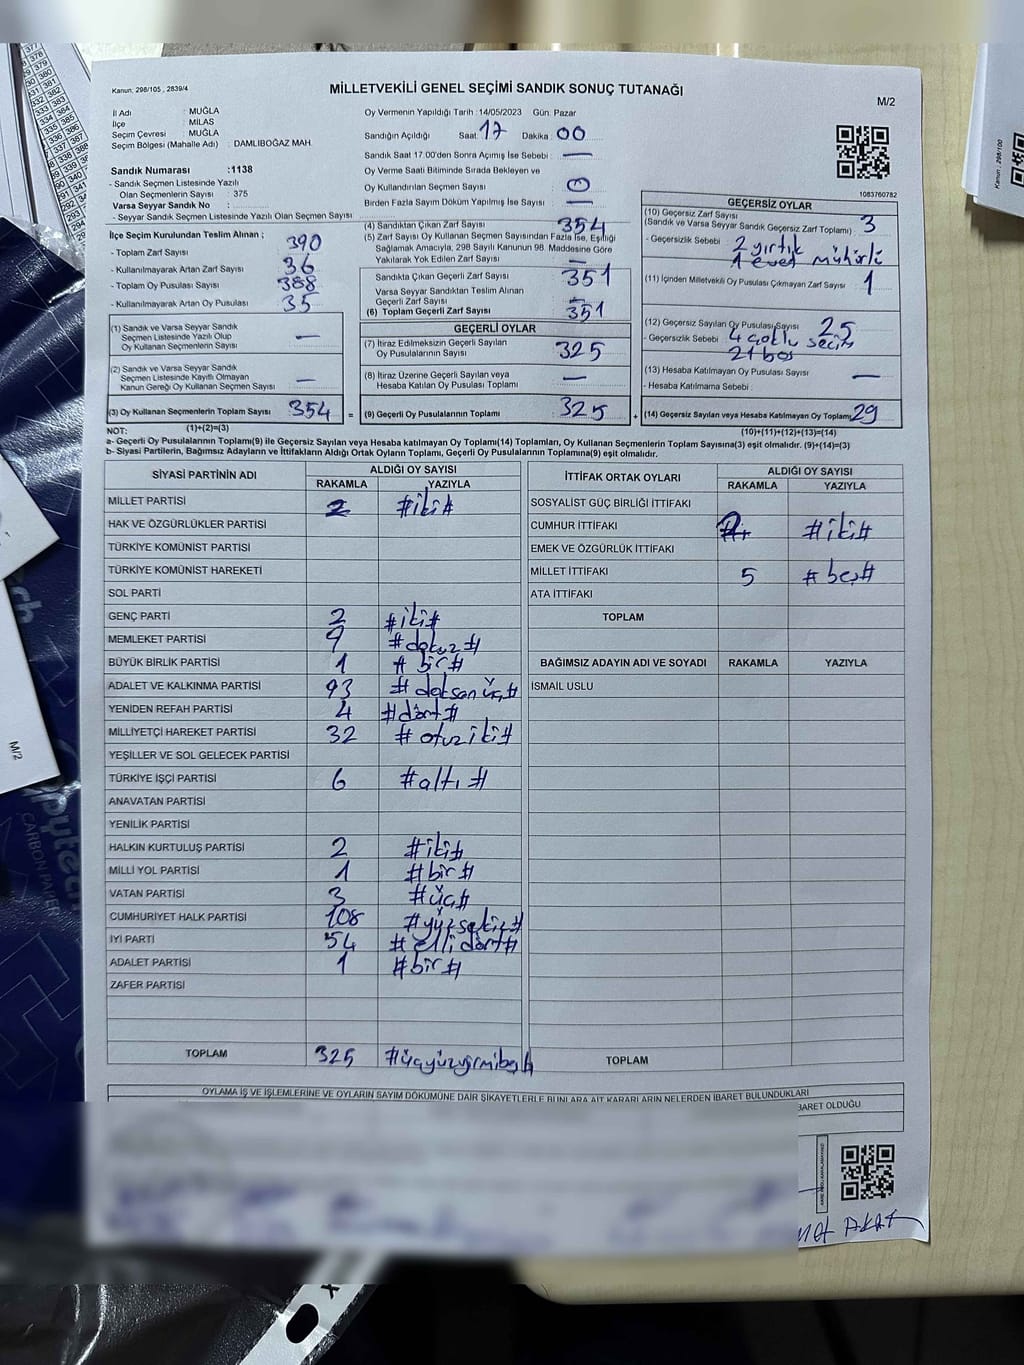 Kanun: 298/105 , 2839/4
MİLLETVEKİLİ GENEL SEÇİMİ SANDIK SONUÇ TUTANAĞI
M/2
İl Adı : MUĞLA
İlçe : MİLAS
Seçim Çevresi : MUĞLA
Seçim Bölgesi (Mahalle Adı) : DAMLIBOĞAZ MAH.
Oy Vermenin Yapıldığı Tarih : 14/05/2023 Gün: Pazar
Sandığın Açıldığı Saat: 17 Dakika: 00
Sandık Saat 17:00'den Sonra Açımış İse Sebebi : —
Oy Verme Saati Bitiminde Sırada Bekleyen ve
Oy Kullandırılan Seçmen Sayısı : 0
Birden Fazla Sayım Döküm Yapılmış İse Sayısı : —
Sandık Numarası :1138
- Sandık Seçmen Listesinde Yazılı
Olan Seçmenlerin Sayısı : 375
Varsa Seyyar Sandık No :
- Seyyar Sandık Seçmen Listesinde Yazılı Olan Seçmen Sayısı
1083760782
İlçe Seçim Kurulundan Teslim Alınan ;
- Toplam Zarf Sayısı : 390
- Kullanılmayarak Artan Zarf Sayısı : 36
- Toplam Oy Pusulası Sayısı : 388
- Kullanılmayarak Artan Oy Pusulası : 35
(1) Sandık ve Varsa Seyyar Sandık
Seçmen Listesinde Yazılı Olup
Oy Kullanan Seçmenlerin Sayısı —
(2) Sandık ve Varsa Seyyar Sandık
Seçmen Listesinde Kayıtlı Olmayan
Kanun Gereği Oy Kullanan Seçmen Sayısı —
(3) Oy Kullanan Seçmenlerin Toplam Sayısı 354 =
(4) Sandıktan Çıkan Zarf Sayısı 354
(5) Zarf Sayısı Oy Kullanan Seçmen Sayısından Fazla İse, Eşitliği
Sağlamak Amacıyla, 298 Sayılı Kanunun 98. Maddesine Göre
Yakılarak Yok Edilen Zarf Sayısı —
Sandıkta Çıkan Geçerli Zarf Sayısı 351
Varsa Seyyar Sandıktan Teslim Alınan
Geçerli Zarf Sayısı —
(6) Toplam Geçerli Zarf Sayısı 351
GEÇERLİ OYLAR
(7) İtiraz Edilmeksizin Geçerli Sayılan
Oy Pusulalarının Sayısı 325
(8) İtiraz Üzerine Geçerli Sayılan veya
Hesaba Katılan Oy Pusulası Toplamı —
(9) Geçerli Oy Pusulalarının Toplamı 325 +
GEÇERSİZ OYLAR
(10) Geçersiz Zarf Sayısı
(Sandık ve Varsa Seyyar Sandık Geçersiz Zarf Toplamı) 3
- Geçersizlik Sebebi : 2 yırtık
1 evet mühürlü
(11) İçinden Milletvekili Oy Pusulası Çıkmayan Zarf Sayısı 1
(12) Geçersiz Sayılan Oy Pusulası Sayısı 25
- Geçersizlik Sebebi 4 çoklu seçim
21 boş
(13) Hesaba Katılmayan Oy Pusulası Sayısı —
- Hesaba Katılmama Sebebi :
(14) Geçersiz Sayılan veya Hesaba Katılmayan Oy Toplamı 29
NOT: (1)+(2)=(3)
(10)+(11)+(12)+(13)=(14)
a- Geçerli Oy Pusulalarının Toplamı(9) ile Geçersiz Sayılan veya Hesaba katılmayan Oy Toplamı(14) Toplamları, Oy Kullanan Seçmenlerin Toplam Sayısına(3) eşit olmalıdır. (9)+(14)=(3)
b- Siyasi Partilerin, Bağımsız Adayların ve İttifakların Aldığı Ortak Oyların Toplamı, Geçerli Oy Pusulalarının Toplamına(9) eşit olmalıdır.
SİYASİ PARTİNİN ADI ALDIĞI OY SAYISI
RAKAMLA YAZIYLA
MİLLET PARTİSİ 2 #iki#
HAK VE ÖZGÜRLÜKLER PARTİSİ
TÜRKİYE KOMÜNİST PARTİSİ
TÜRKİYE KOMÜNİST HAREKETİ
SOL PARTİ
GENÇ PARTİ 2 #iki#
MEMLEKET PARTİSİ 9 #dokuz#
BÜYÜK BİRLİK PARTİSİ 1 #bir#
ADALET VE KALKINMA PARTİSİ 93 #doksan üç#
YENİDEN REFAH PARTİSİ 4 #dört#
MİLLİYETÇİ HAREKET PARTİSİ 32 #otuz iki#
YEŞİLLER VE SOL GELECEK PARTİSİ
TÜRKİYE İŞÇİ PARTİSİ 6 #altı#
ANAVATAN PARTİSİ
YENİLİK PARTİSİ
HALKIN KURTULUŞ PARTİSİ 2 #iki#
MİLLİ YOL PARTİSİ 1 #bir#
VATAN PARTİSİ 3 #üç#
CUMHURİYET HALK PARTİSİ 108 #yüzsekiz#
İYİ PARTİ 54 #elli dört#
ADALET PARTİSİ 1 #bir#
ZAFER PARTİSİ
TOPLAM 325 #üçyüzyirmibeş#
İTTİFAK ORTAK OYLARI ALDIĞI OY SAYISI
RAKAMLA YAZIYLA
SOSYALİST GÜÇ BİRLİĞİ İTTİFAKI
CUMHUR İTTİFAKI 2 #iki#
EMEK VE ÖZGÜRLÜK İTTİFAKI
MİLLET İTTİFAKI 5 #beş#
ATA İTTİFAKI
TOPLAM
BAĞIMSIZ ADAYIN ADI VE SOYADI RAKAMLA YAZIYLA
İSMAİL USLU
TOPLAM
OYLAMA İŞ VE İŞLEMLERİNE VE OYLARIN SAYIM DÖKÜMÜNE DAİR ŞİKAYETLERLE BUNLARA AİT KARARLARIN NELERDEN İBARET BULUNDUKLARI
BARET OLDUĞU
AKAT
M/2
Kanun : 298/100
CARBON PAPER